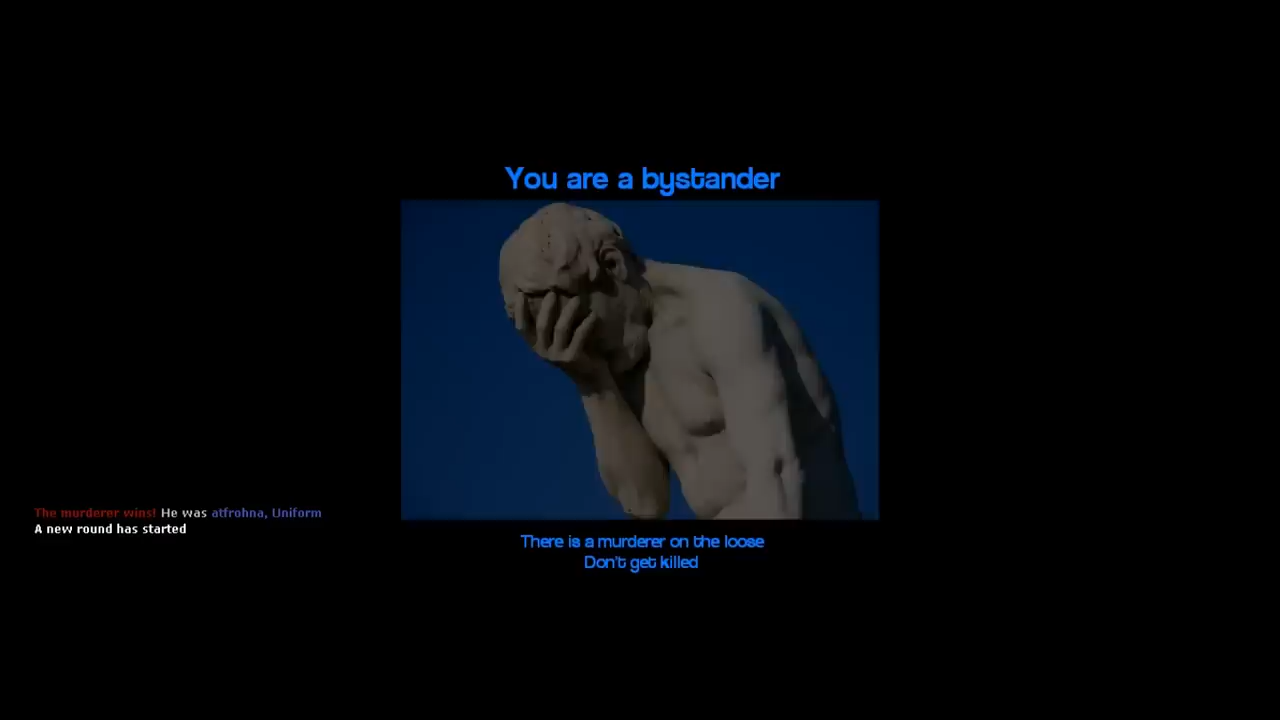 You are a bystander
The murderer wins! He was atfrohna, Uniform
A new round has started
There is a murderer on the loose
Don't get killed